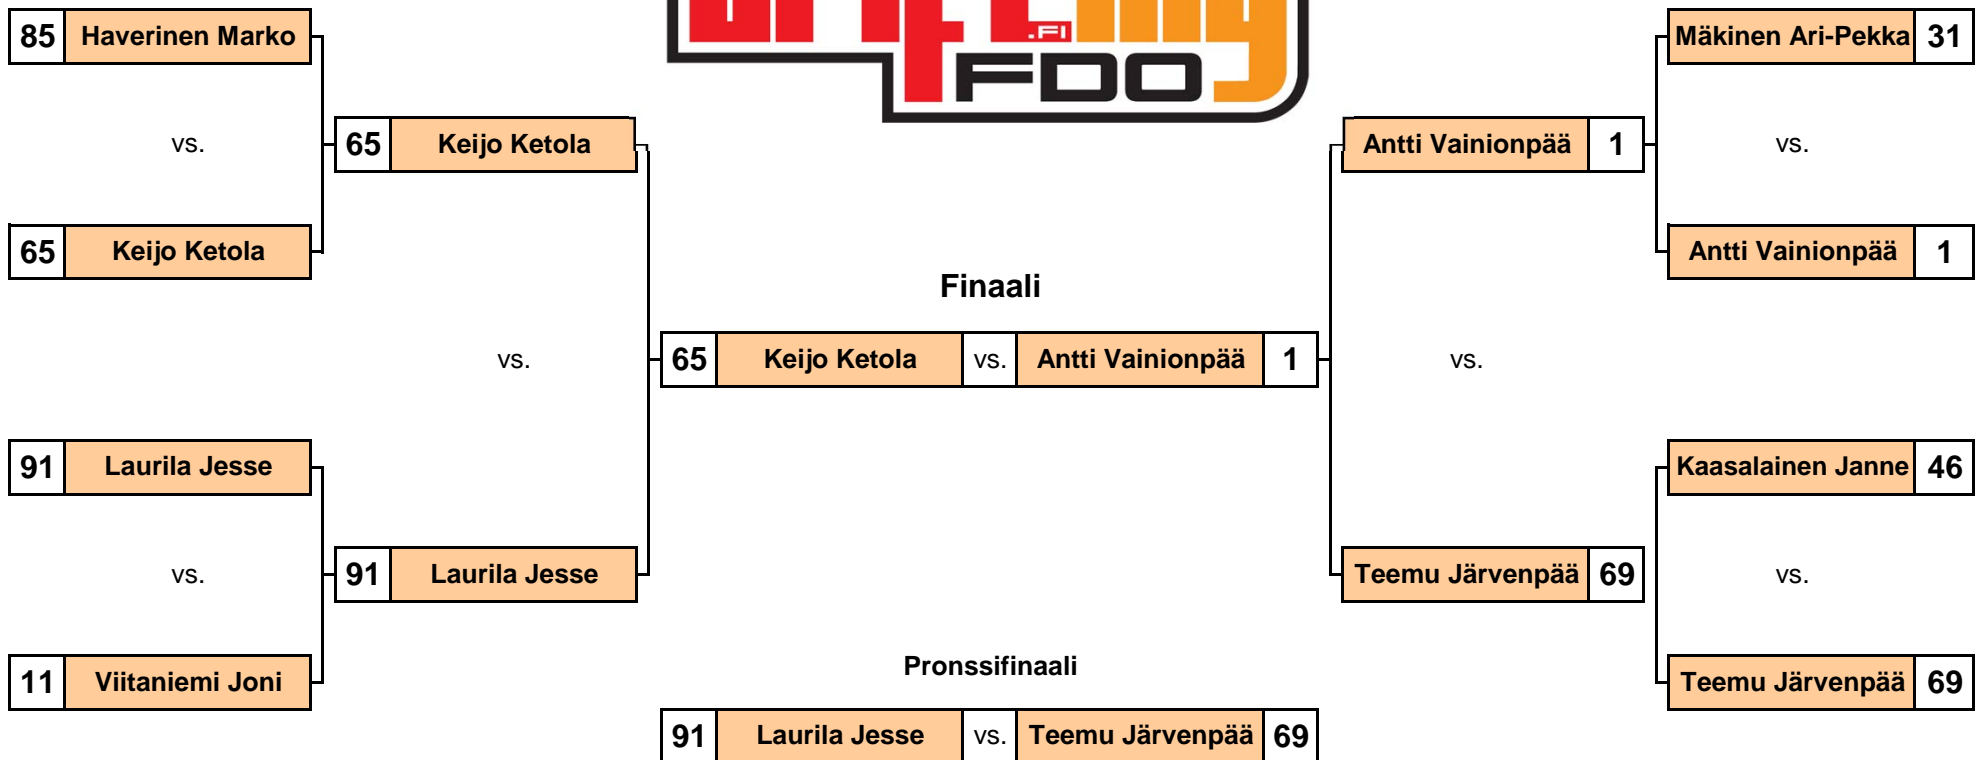 .FI
FDO
85 Haverinen Marko
Mäkinen Ari-Pekka 31
vs.
65 Keijo Ketola
Antti Vainionpää 1
vs.
65 Keijo Ketola
Antti Vainionpää 1
Finaali
vs.
65 Keijo Ketola vs. Antti Vainionpää 1
vs.
91 Laurila Jesse
Kaasalainen Janne 46
vs.
91 Laurila Jesse
Teemu Järvenpää 69
vs.
11 Viitaniemi Joni
Pronssifinaali
Teemu Järvenpää 69
91 Laurila Jesse vs. Teemu Järvenpää 69